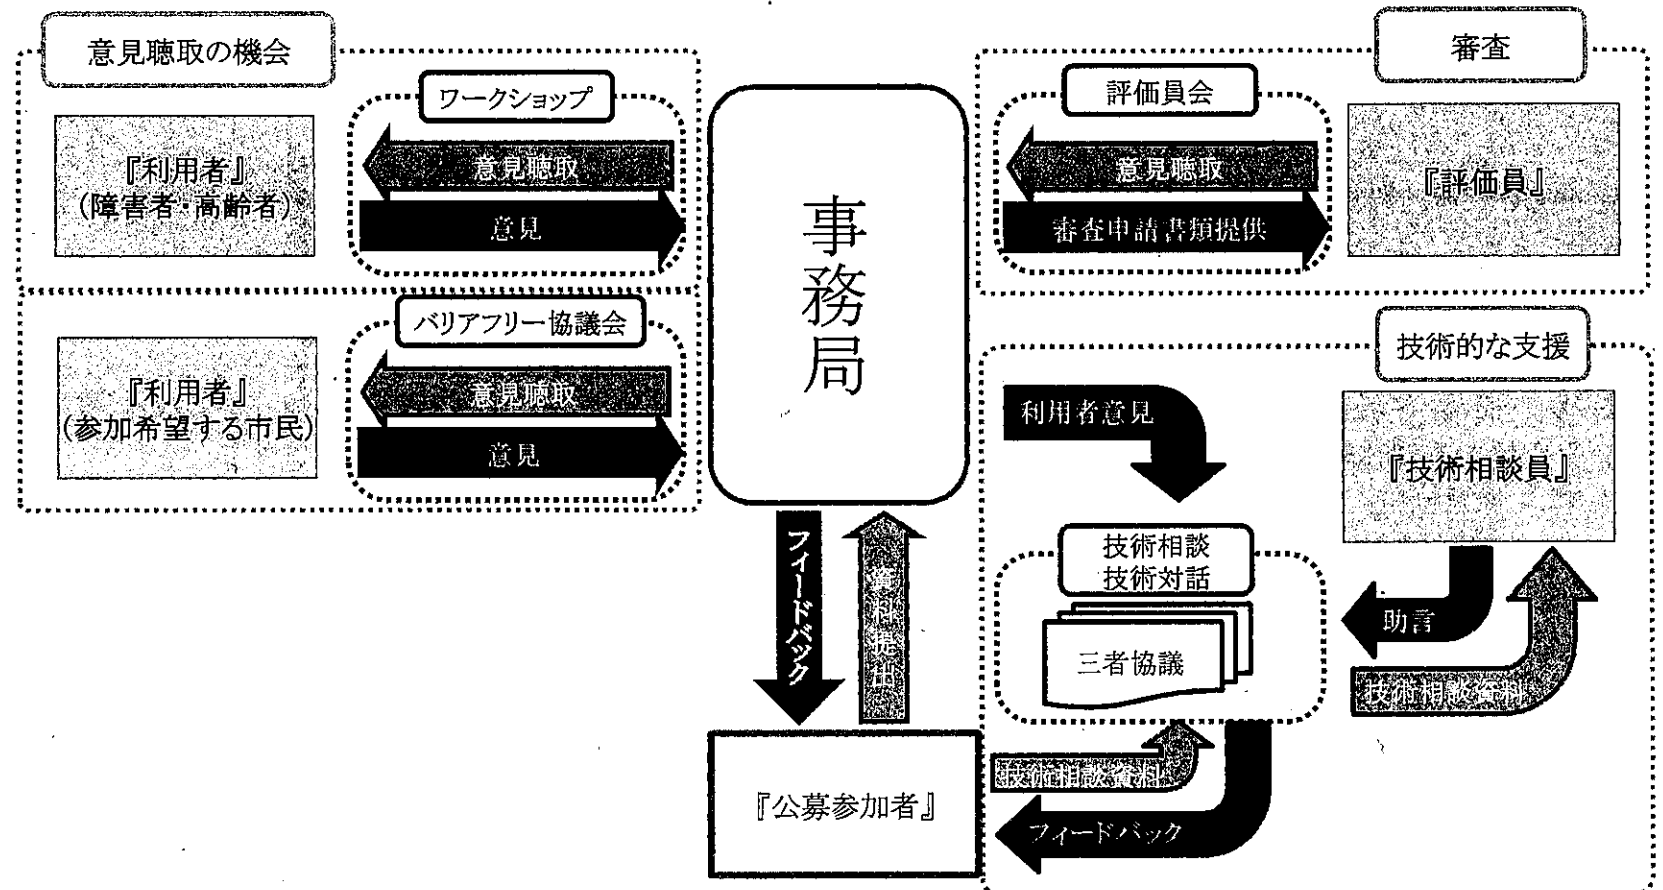 意見聴取の機会
ワークショップ
『利用者』
(障害者・高齢者)
意見聴取
意見
バリアフリー協議会
『利用者』
(参加希望する市民)
意見聴取
意見
事務局
審査
評価員会
意見聴取
審査申請書類提供
『評価員』
技術的な支援
利用者意見
『技術相談員』
技術相談
技術対話
三者協議
助言
技術相談資料
フィードバック
資料提出
『公募参加者』
技術相談資料
フィードバック